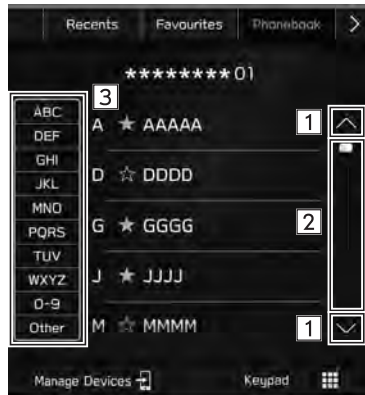 Recents Favourites Phonebook >
********01
3
ABC
DEF
GHI
JKL
MNO
PQRS
TUV
WXYZ
0-9
Other
A ★ AAAAA
D ☆ DDDD
G ★ GGGG
J ★ JJJJ
M ☆ MMMM
1
2
1
Manage Devices Keypad